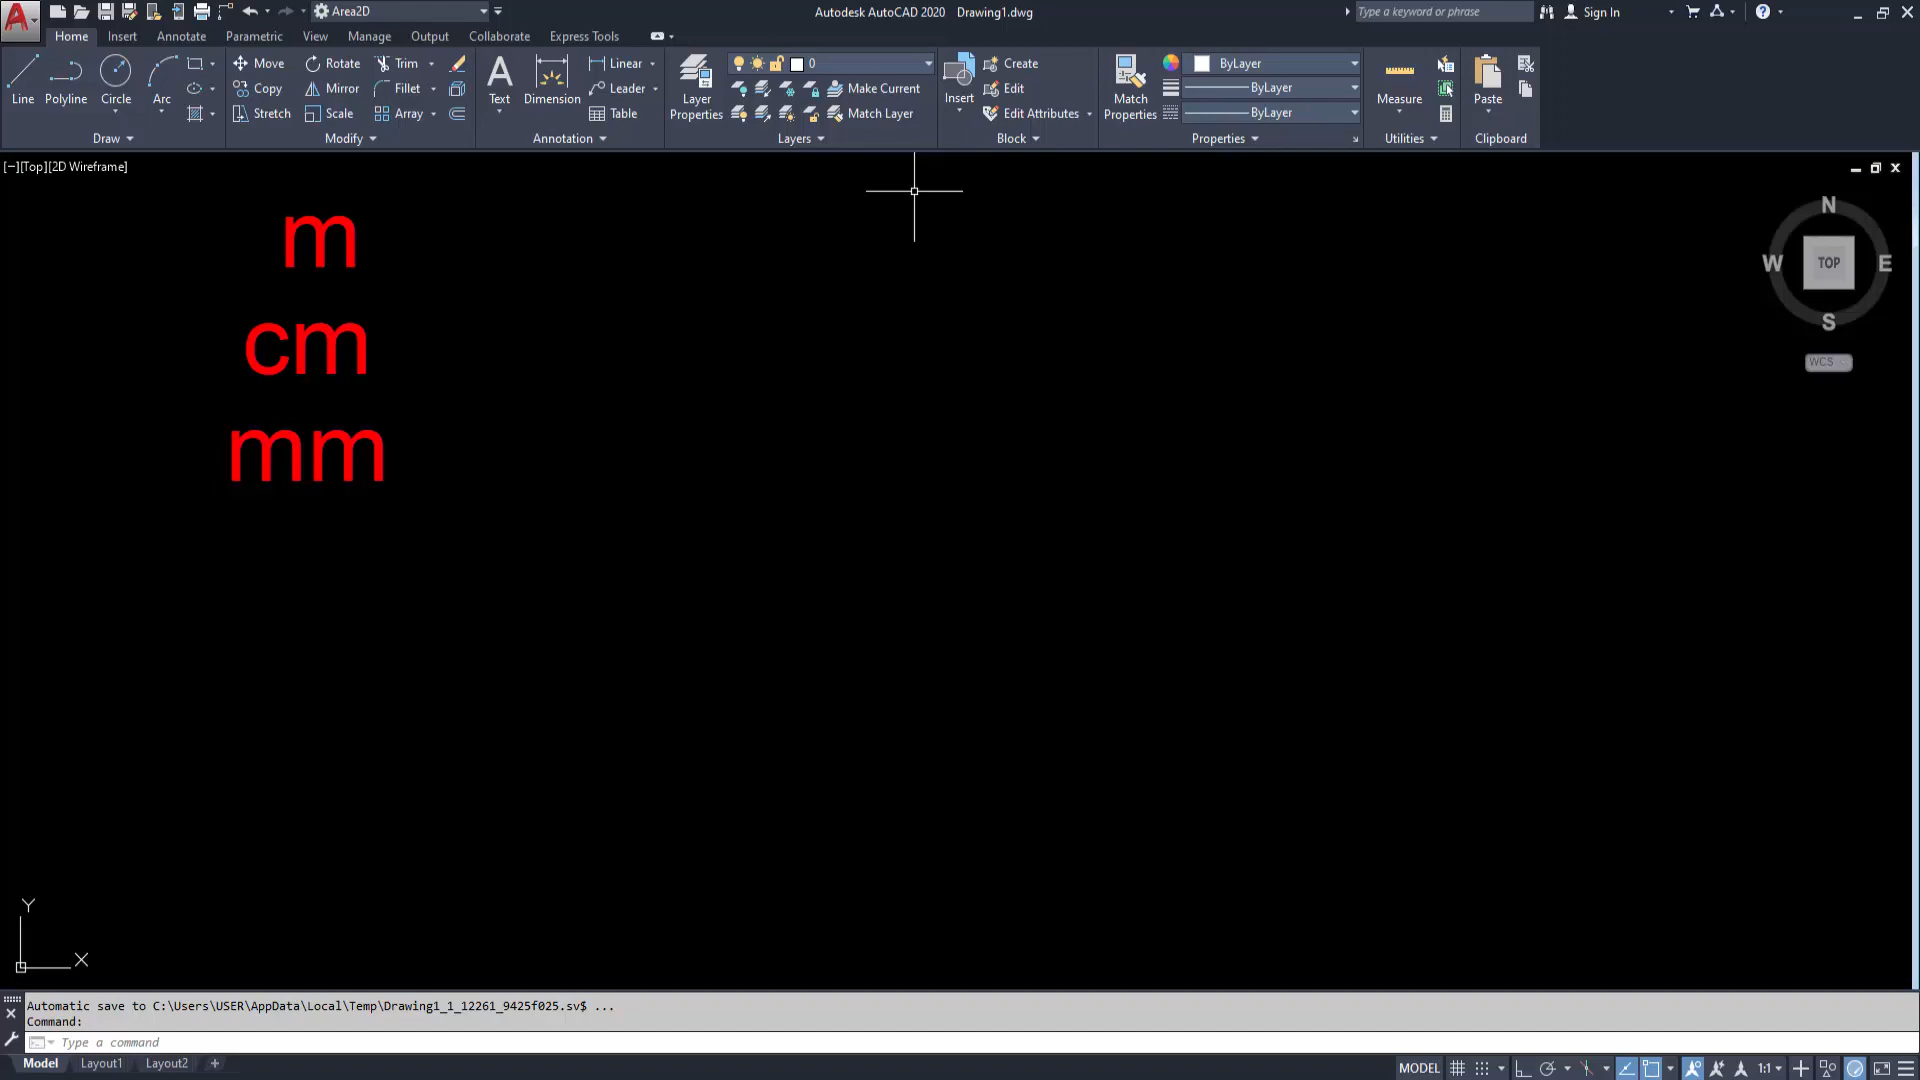 Area2D
Autodesk AutoCAD 2020 Drawing1.dwg
Type a keyword or phrase
Sign In
Home Insert Annotate Parametric View Manage Output Collaborate Express Tools
Line Polyline Circle Arc
Move Rotate Trim
Copy Mirror Fillet
Stretch Scale Array
Text Dimension
Linear
Leader
Table
Layer Properties
0
Make Current
Match Layer
Insert
Create
Edit
Edit Attributes
Match Properties
ByLayer
ByLayer
ByLayer
Measure
Paste
Draw Modify Annotation Layers Block Properties Utilities Clipboard
[−][Top][2D Wireframe]
m
cm
mm
N
W TOP E
S
WCS
Y
X
Automatic save to C:\Users\USER\AppData\Local\Temp\Drawing1_1_12261_9425f025.sv$ ...
Command:
Type a command
Model Layout1 Layout2 +
MODEL 1:1